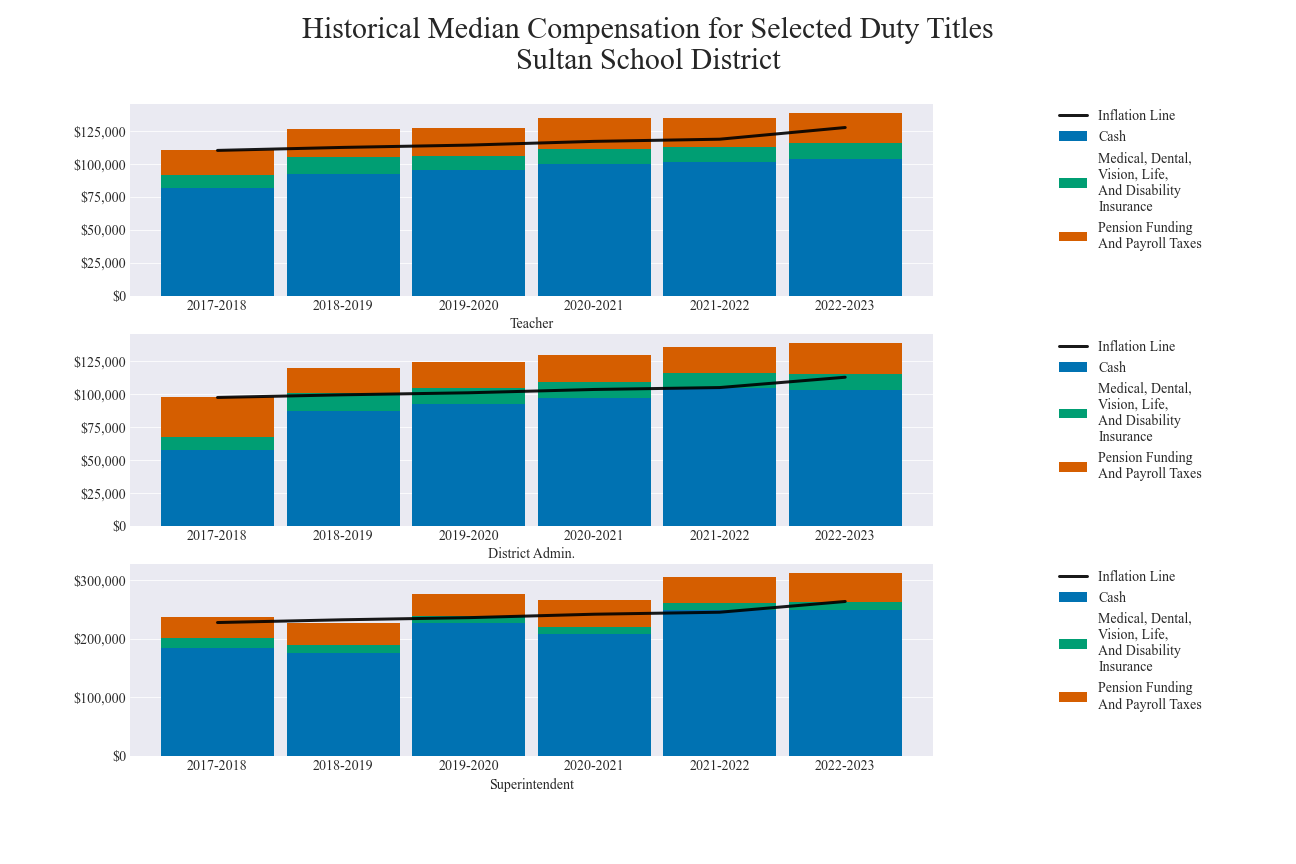 Historical Median Compensation for Selected Duty Titles
Sultan School District
$125,000
$100,000
$75,000
$50,000
$25,000
$0
2017-2018
2018-2019
2019-2020
2020-2021
2021-2022
2022-2023
Teacher
Inflation Line
Cash
Medical, Dental,
Vision, Life,
And Disability
Insurance
Pension Funding
And Payroll Taxes
$125,000
$100,000
$75,000
$50,000
$25,000
$0
2017-2018
2018-2019
2019-2020
2020-2021
2021-2022
2022-2023
District Admin.
Inflation Line
Cash
Medical, Dental,
Vision, Life,
And Disability
Insurance
Pension Funding
And Payroll Taxes
$300,000
$200,000
$100,000
$0
2017-2018
2018-2019
2019-2020
2020-2021
2021-2022
2022-2023
Superintendent
Inflation Line
Cash
Medical, Dental,
Vision, Life,
And Disability
Insurance
Pension Funding
And Payroll Taxes